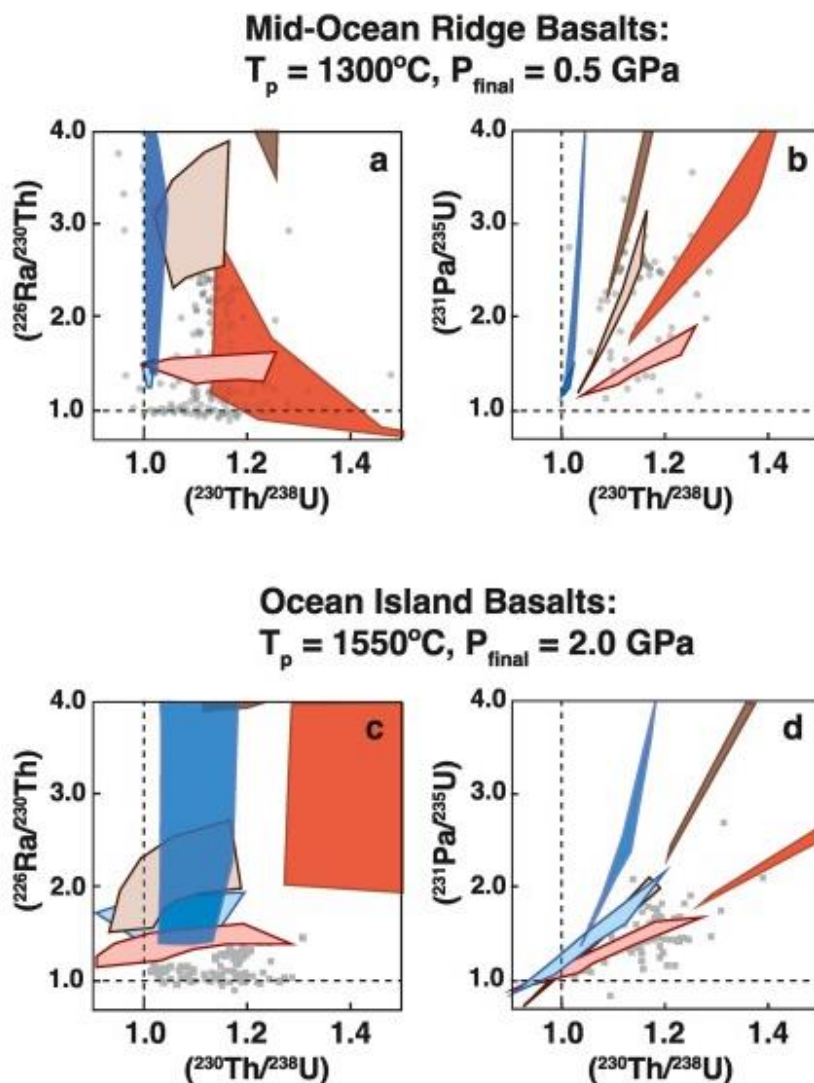 Mid-Ocean Ridge Basalts:
Tₚ = 1300°C, P_final = 0.5 GPa
4.0
3.0
2.0
1.0
(²²⁶Ra/²³⁰Th)
a
1.0 1.2 1.4
(²³⁰Th/²³⁸U)
4.0
3.0
2.0
1.0
(²³¹Pa/²³⁵U)
b
1.0 1.2 1.4
(²³⁰Th/²³⁸U)
Ocean Island Basalts:
Tₚ = 1550°C, P_final = 2.0 GPa
4.0
3.0
2.0
1.0
(²²⁶Ra/²³⁰Th)
c
1.0 1.2 1.4
(²³⁰Th/²³⁸U)
4.0
3.0
2.0
1.0
(²³¹Pa/²³⁵U)
d
1.0 1.2 1.4
(²³⁰Th/²³⁸U)